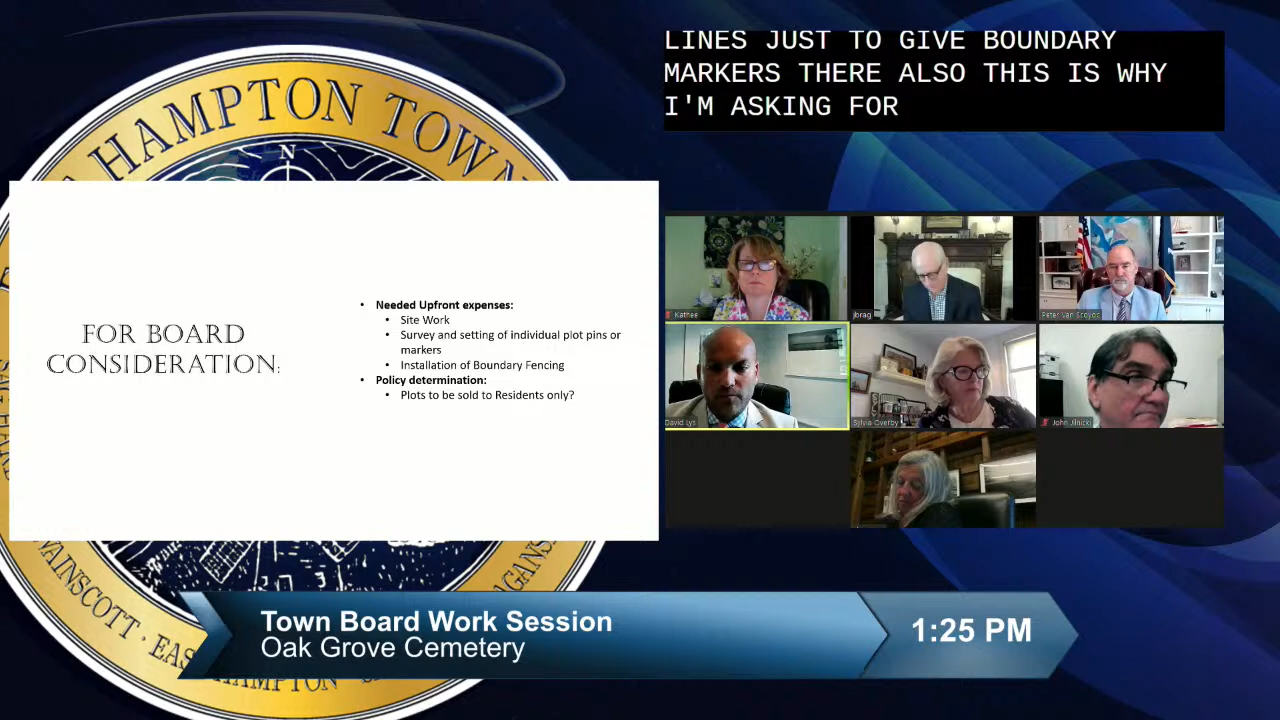 LINES JUST TO GIVE BOUNDARY
MARKERS THERE ALSO THIS IS WHY
I'M ASKING FOR
HAMPTON TOWN
N
FOR BOARD
CONSIDERATION:
• Needed Upfront expenses:
• Site Work
• Survey and setting of individual plot pins or
markers
• Installation of Boundary Fencing
• Policy determination:
• Plots to be sold to Residents only?
Kathee
jbrag
Peter Van Scoyoc
David Lys
Sylvia Overby
John Jilnicki
WAINSCOTT · EAS
HAMPTON
Town Board Work Session
Oak Grove Cemetery
1:25 PM